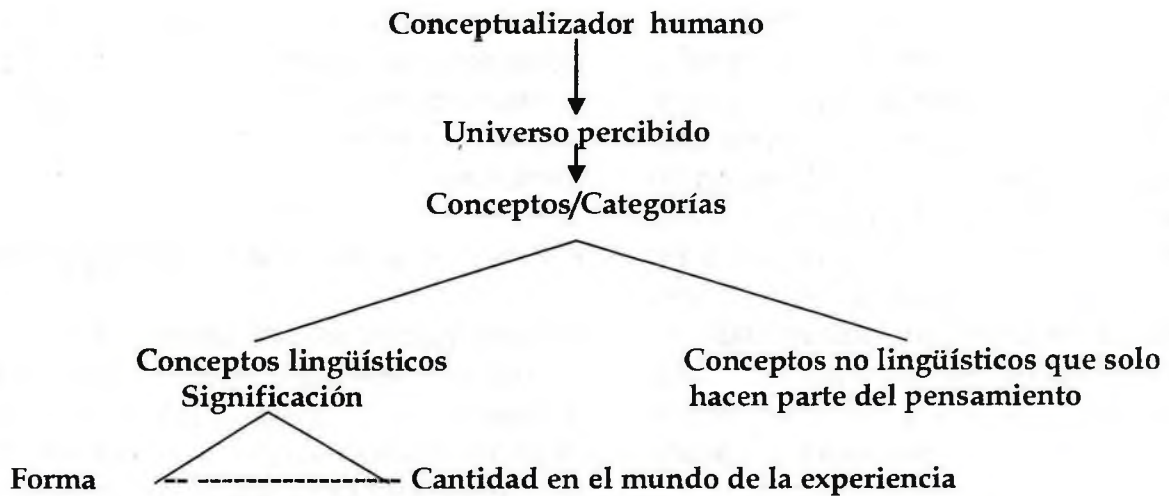 Conceptualizador humano
Universo percibido
Conceptos/Categorías
Conceptos lingüísticos
Significación
Conceptos no lingüísticos que solo
hacen parte del pensamiento
Forma
Cantidad en el mundo de la experiencia